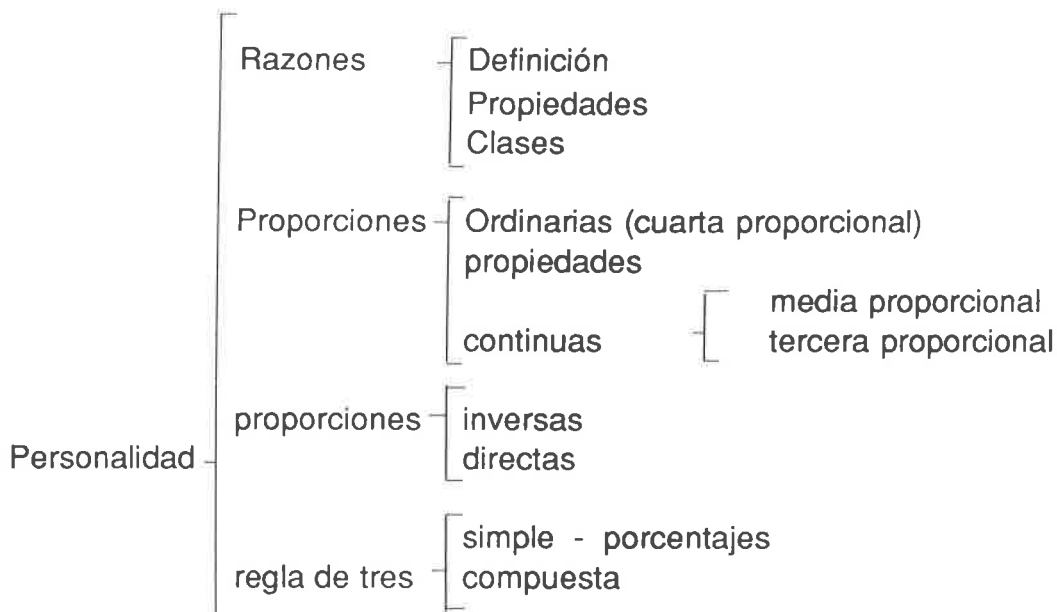 Razones
Definición
Propiedades
Clases
Proporciones
Ordinarias (cuarta proporcional)
propiedades
continuas
media proporcional
tercera proporcional
proporciones
inversas
directas
Personalidad
regla de tres
simple - porcentajes
compuesta